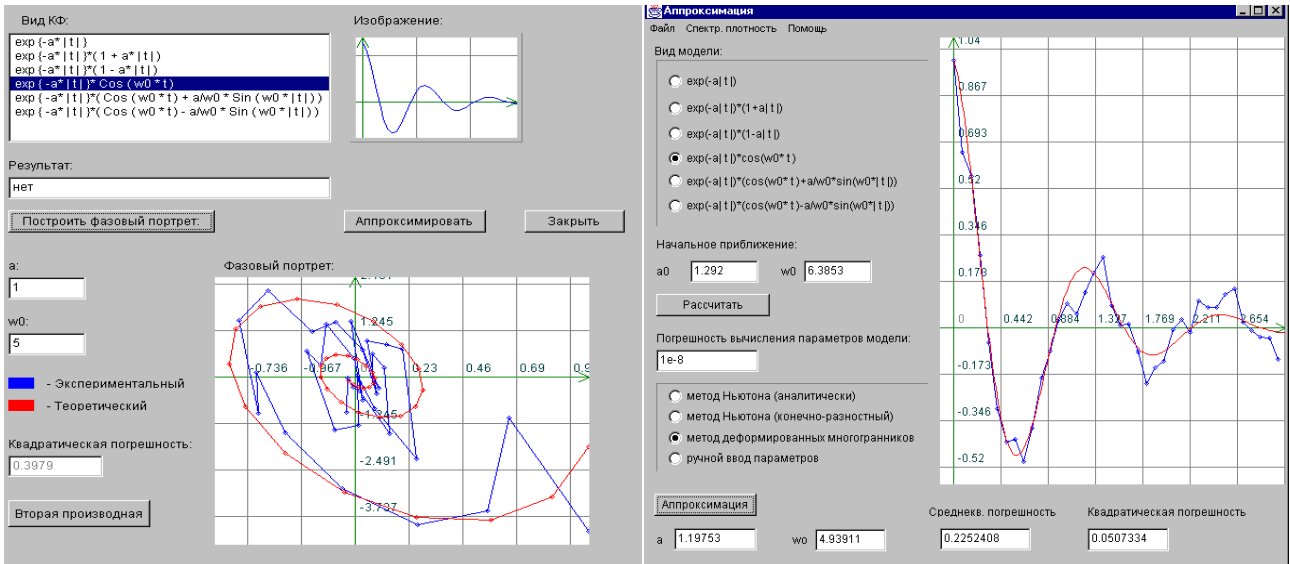 Вид КФ:
exp {-a* | t | }
exp {-a* | t | }*(1 + a* | t | )
exp {-a* | t | }*(1 - a* | t | )
exp { -a* | t | }* Cos ( w0 * t )
exp { -a* | t | }*( Cos ( w0 * t ) + a/w0 * Sin ( w0 * | t | ) )
exp { -a* | t | }*( Cos ( w0 * t ) - a/w0 * Sin ( w0 * | t | ) )
Изображение:
Результат:
нет
Построить фазовый портрет:
Аппроксимировать
Закрыть
a:
1
w0:
5
- Экспериментальный
- Теоретический
Квадратическая погрешность:
0.3979
Вторая производная
Фазовый портрет:
1.245
-0.736
-0.967
0.23
0.46
0.69
0.9
-1.245
-2.491
-3.737
Аппроксимация
Файл Спектр. плотность Помощь
Вид модели:
exp(-a| t |)
exp(-a| t |)*(1+a| t |)
exp(-a| t |)*(1-a| t |)
exp(-a| t |)*cos(w0* t )
exp(-a| t |)*(cos(w0* t )+a/w0*sin(w0*| t |))
exp(-a| t |)*(cos(w0* t )-a/w0*sin(w0*| t |))
Начальное приближение:
a0 1.292 w0 6.3853
Рассчитать
Погрешность вычисления параметров модели:
1e-8
метод Ньютона (аналитически)
метод Ньютона (конечно-разностный)
метод деформированных многогранников
ручной ввод параметров
Аппроксимация
a 1.19753 wo 4.93911
1.04
0.867
0.693
0.52
0.346
0.173
0 0.442 0.884 1.327 1.769 2.211 2.654
-0.173
-0.346
-0.52
Среднекв. погрешность
0.2252408
Квадратическая погрешность
0.0507334